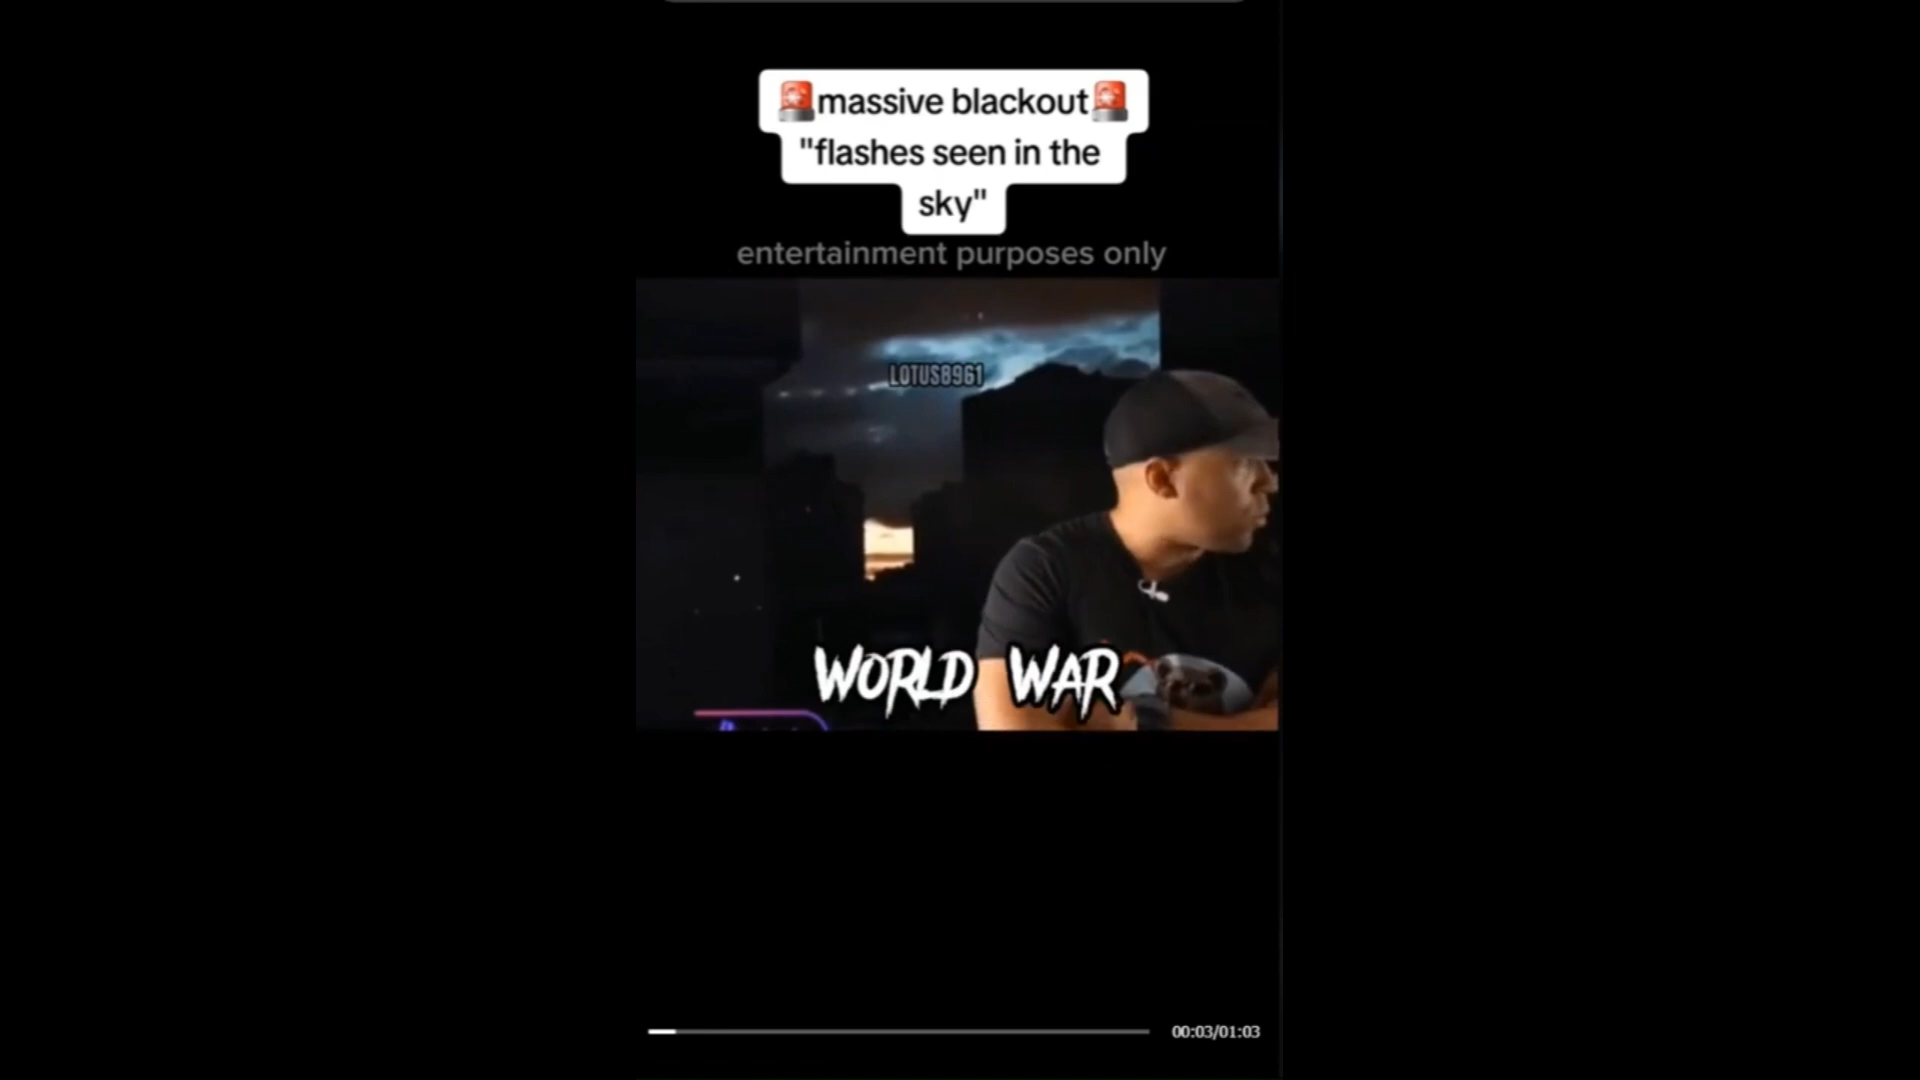 🚨massive blackout🚨
"flashes seen in the
sky"
entertainment purposes only
LOTUS8961
WORLD WAR
00:03/01:03